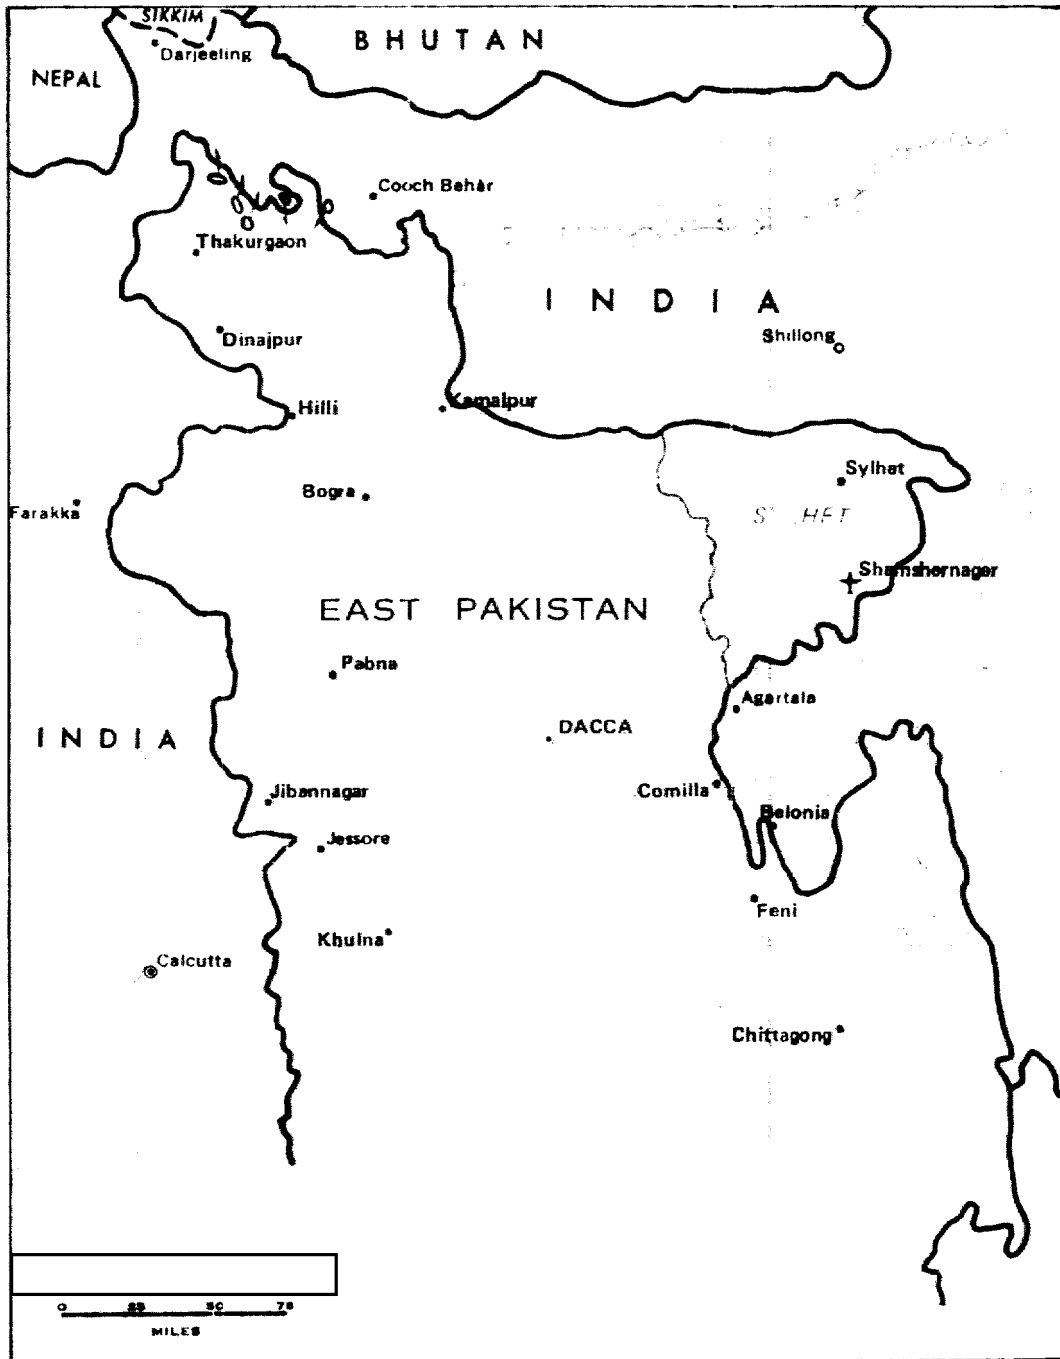 SIKKIM
BHUTAN
Darjeeling
NEPAL
Cooch Behar
Thakurgaon
INDIA
Shillong
Dinajpur
Hilli
Kamalpur
Sylhet
Bogra
Farakka
Shamshernagar
EAST PAKISTAN
Pabna
Agartala
DACCA
INDIA
Jibannagar
Comilla
Belonia
Jessore
Feni
Khulna
Calcutta
Chittagong
0 25 50 75
MILES